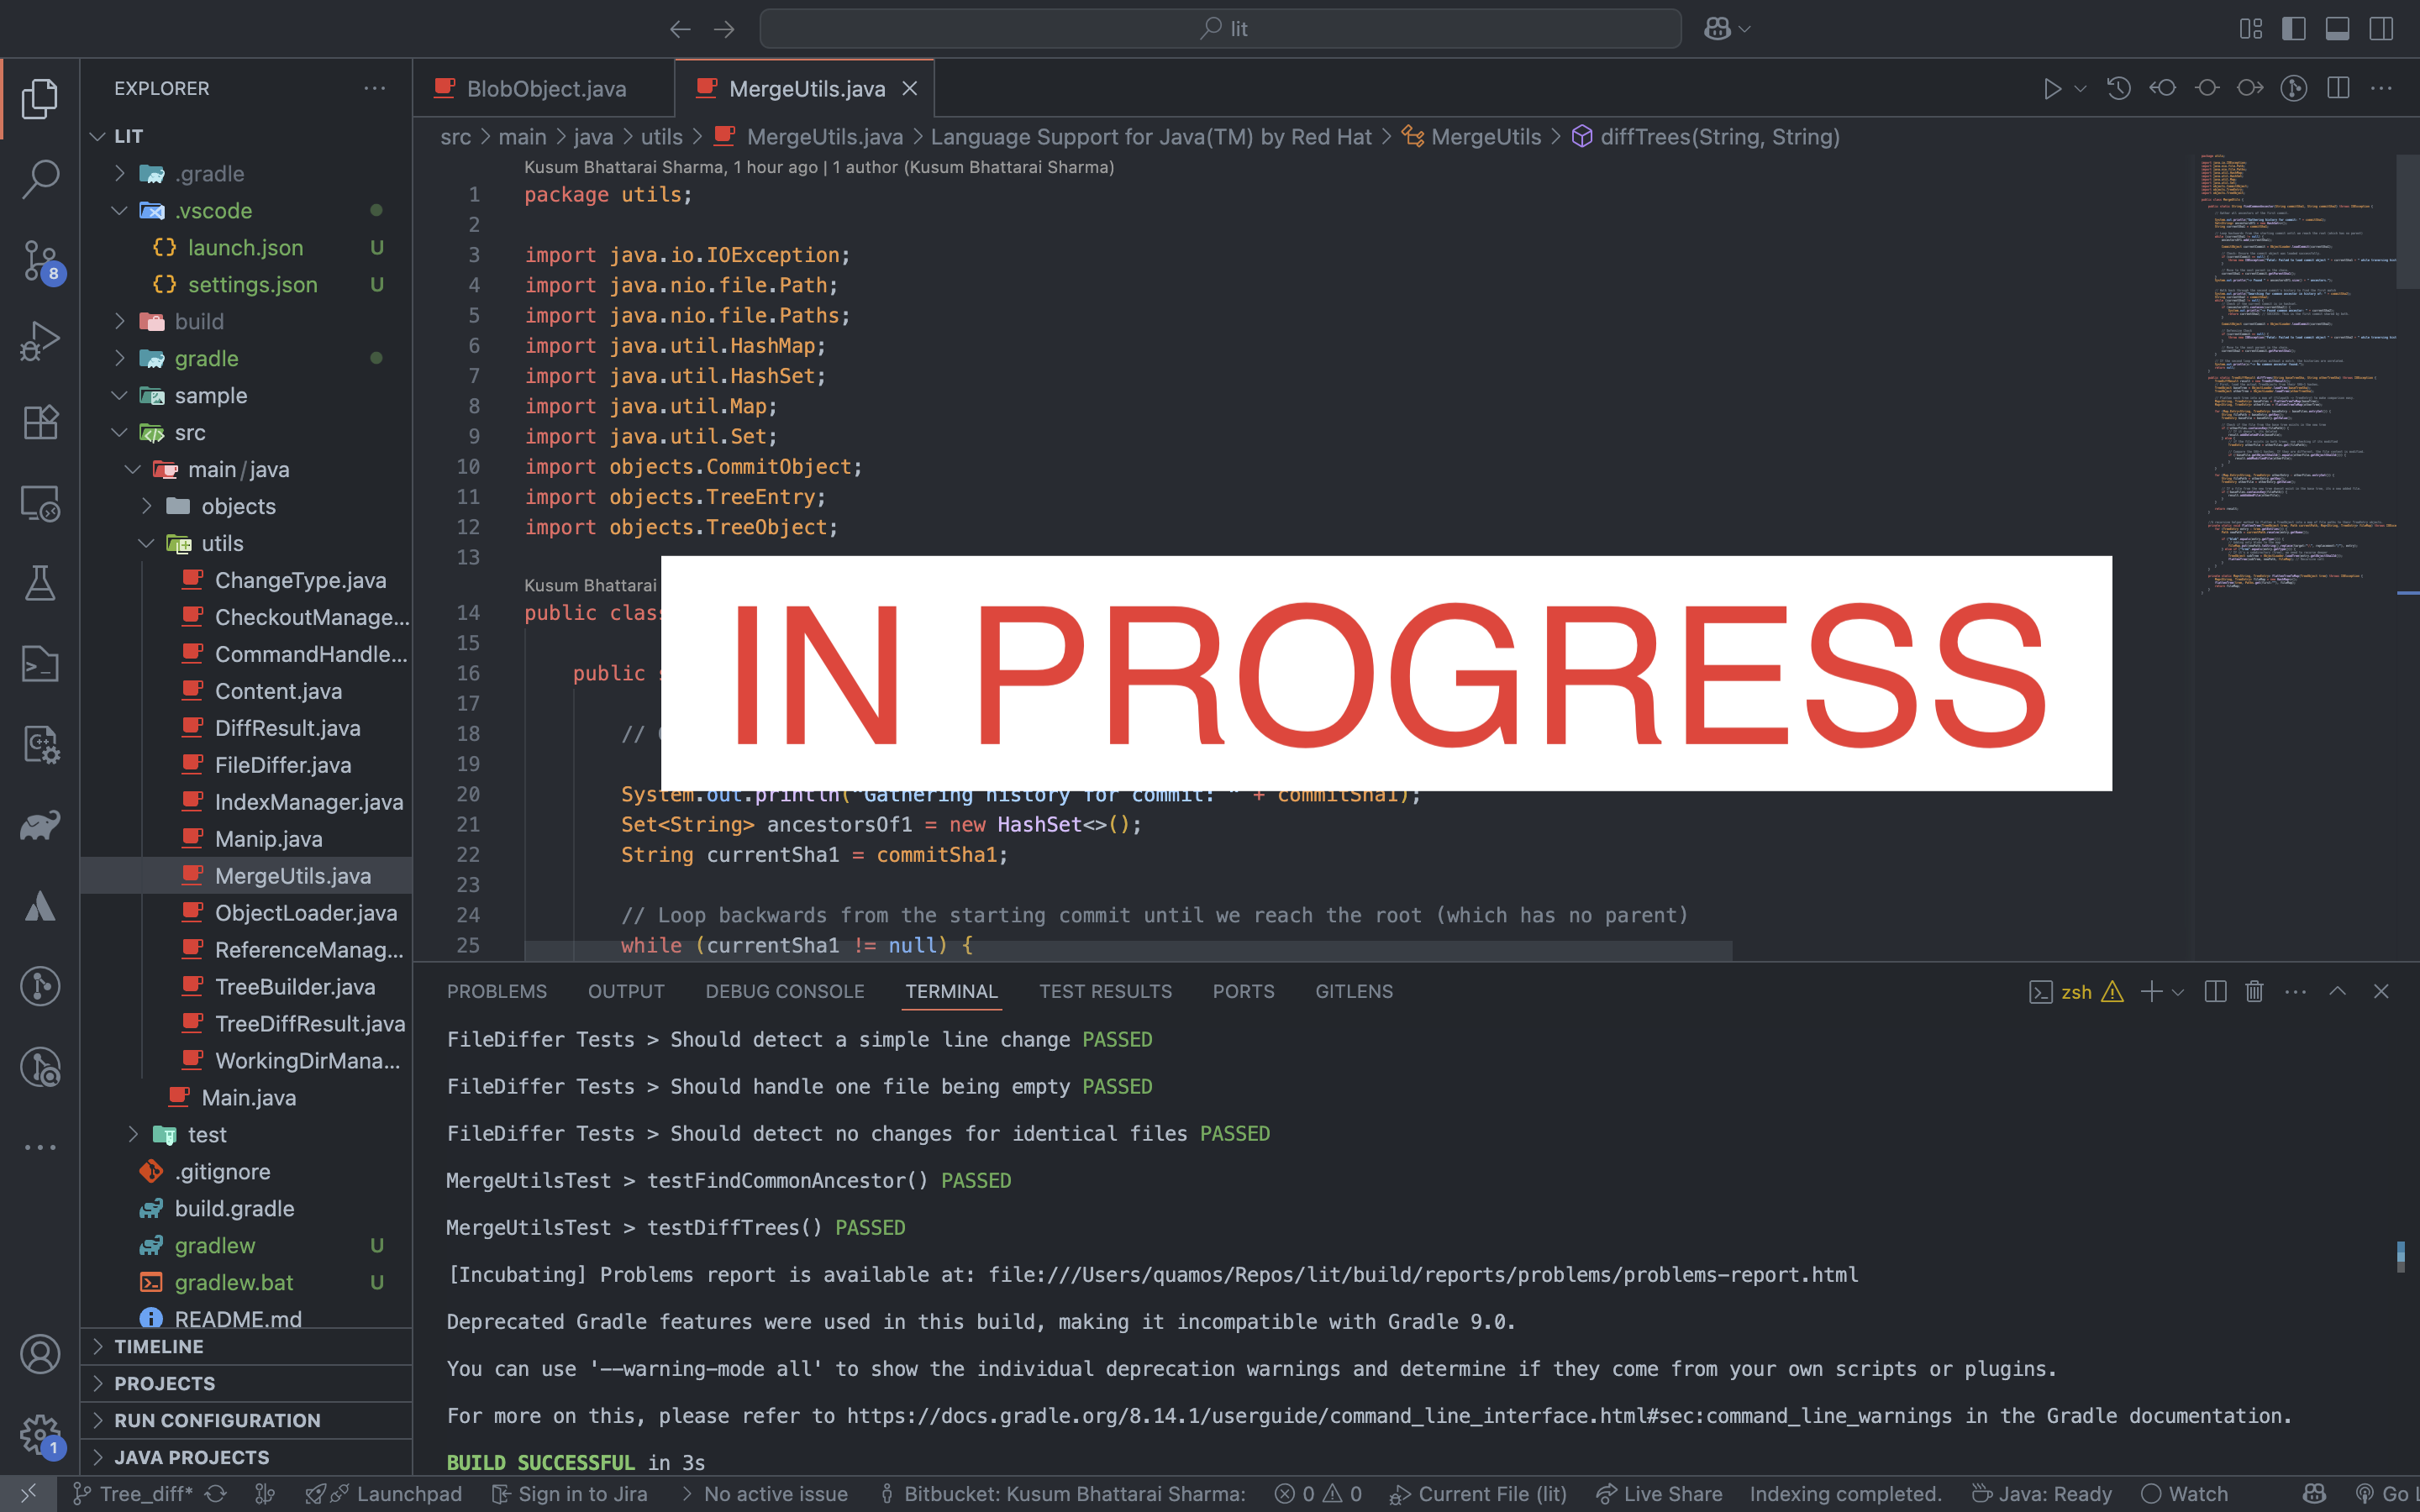 lit
EXPLORER
LIT
.gradle
.vscode
launch.json U
settings.json U
build
gradle
sample
src
main/java
objects
utils
ChangeType.java
CheckoutManage...
CommandHandle...
Content.java
DiffResult.java
FileDiffer.java
IndexManager.java
Manip.java
MergeUtils.java
ObjectLoader.java
ReferenceManag...
TreeBuilder.java
TreeDiffResult.java
WorkingDirMana...
Main.java
test
.gitignore
build.gradle
gradlew U
gradlew.bat U
README.md
TIMELINE
PROJECTS
RUN CONFIGURATION
JAVA PROJECTS
8
1
BlobObject.java
MergeUtils.java
src > main > java > utils > MergeUtils.java > Language Support for Java(TM) by Red Hat > MergeUtils > diffTrees(String, String)
Kusum Bhattarai Sharma, 1 hour ago | 1 author (Kusum Bhattarai Sharma)
1 package utils;
2
3 import java.io.IOException;
4 import java.nio.file.Path;
5 import java.nio.file.Paths;
6 import java.util.HashMap;
7 import java.util.HashSet;
8 import java.util.Map;
9 import java.util.Set;
10 import objects.CommitObject;
11 import objects.TreeEntry;
12 import objects.TreeObject;
13
Kusum Bhattarai
14 public clas
15
16 public
17
18 //
19
20 System.out.println("Gathering history for commit: " + commitSha1);
21 Set<String> ancestorsOf1 = new HashSet<>();
22 String currentSha1 = commitSha1;
23
24 // Loop backwards from the starting commit until we reach the root (which has no parent)
25 while (currentSha1 != null) {
IN PROGRESS
PROBLEMS OUTPUT DEBUG CONSOLE TERMINAL TEST RESULTS PORTS GITLENS
zsh
FileDiffer Tests > Should detect a simple line change PASSED
FileDiffer Tests > Should handle one file being empty PASSED
FileDiffer Tests > Should detect no changes for identical files PASSED
MergeUtilsTest > testFindCommonAncestor() PASSED
MergeUtilsTest > testDiffTrees() PASSED
[Incubating] Problems report is available at: file:///Users/quamos/Repos/lit/build/reports/problems/problems-report.html
Deprecated Gradle features were used in this build, making it incompatible with Gradle 9.0.
You can use '--warning-mode all' to show the individual deprecation warnings and determine if they come from your own scripts or plugins.
For more on this, please refer to https://docs.gradle.org/8.14.1/userguide/command_line_interface.html#sec:command_line_warnings in the Gradle documentation.
BUILD SUCCESSFUL in 3s
Tree_diff* Launchpad Sign in to Jira No active issue Bitbucket: Kusum Bhattarai Sharma: 0 0 Current File (lit) Live Share Indexing completed. Java: Ready Watch Go L